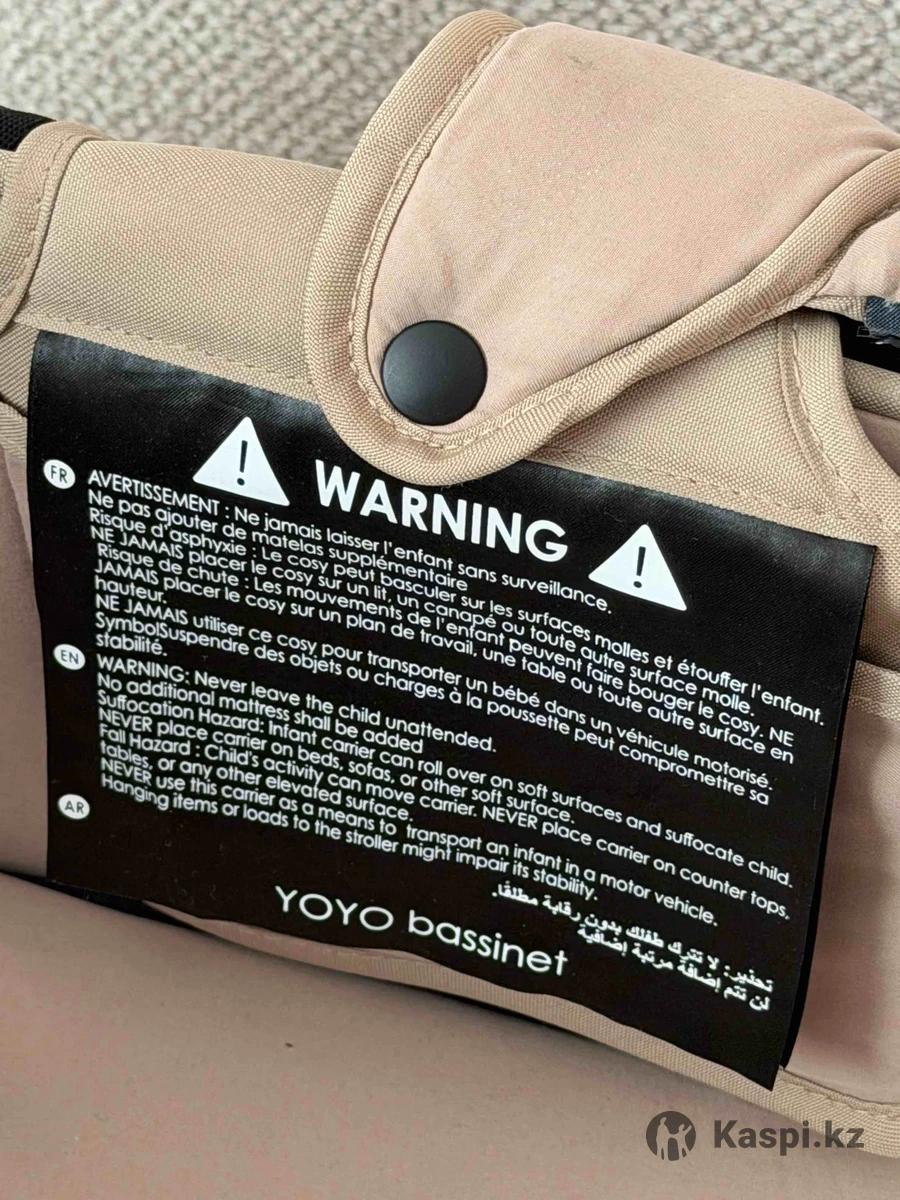 WARNING
FR
AVERTISSEMENT : Ne jamais laisser l'enfant sans surveillance.
Ne pas ajouter de matelas supplémentaire
Risque d'asphyxie : Le cosy peut basculer sur les surfaces molles et étouffer l'enfant.
NE JAMAIS placer le cosy sur un lit, un canapé ou toute autre surface molle.
Risque de chute : Les mouvements de l'enfant peuvent faire bouger le cosy. NE
JAMAIS placer le cosy sur un plan de travail, une table ou toute autre surface en
hauteur.
NE JAMAIS utiliser ce cosy pour transporter un bébé dans un véhicule motorisé.
SymbolSuspendre des objets ou charges à la poussette peut compromettre sa
stabilité.
EN
WARNING: Never leave the child unattended.
No additional mattress shall be added
Suffocation Hazard: Infant carrier can roll over on soft surfaces and suffocate child.
NEVER place carrier on beds, sofas, or other soft surface.
Fall Hazard : Child's activity can move carrier. NEVER place carrier on counter tops,
tables, or any other elevated surface.
NEVER use this carrier as a means to transport an infant in a motor vehicle.
Hanging items or loads to the stroller might impair its stability.
AR
تحذير: لا تترك طفلك بدون رقابة مطلقًا.
لن تتم إضافة مرتبة إضافية
YOYO bassinet
Kaspi.kz